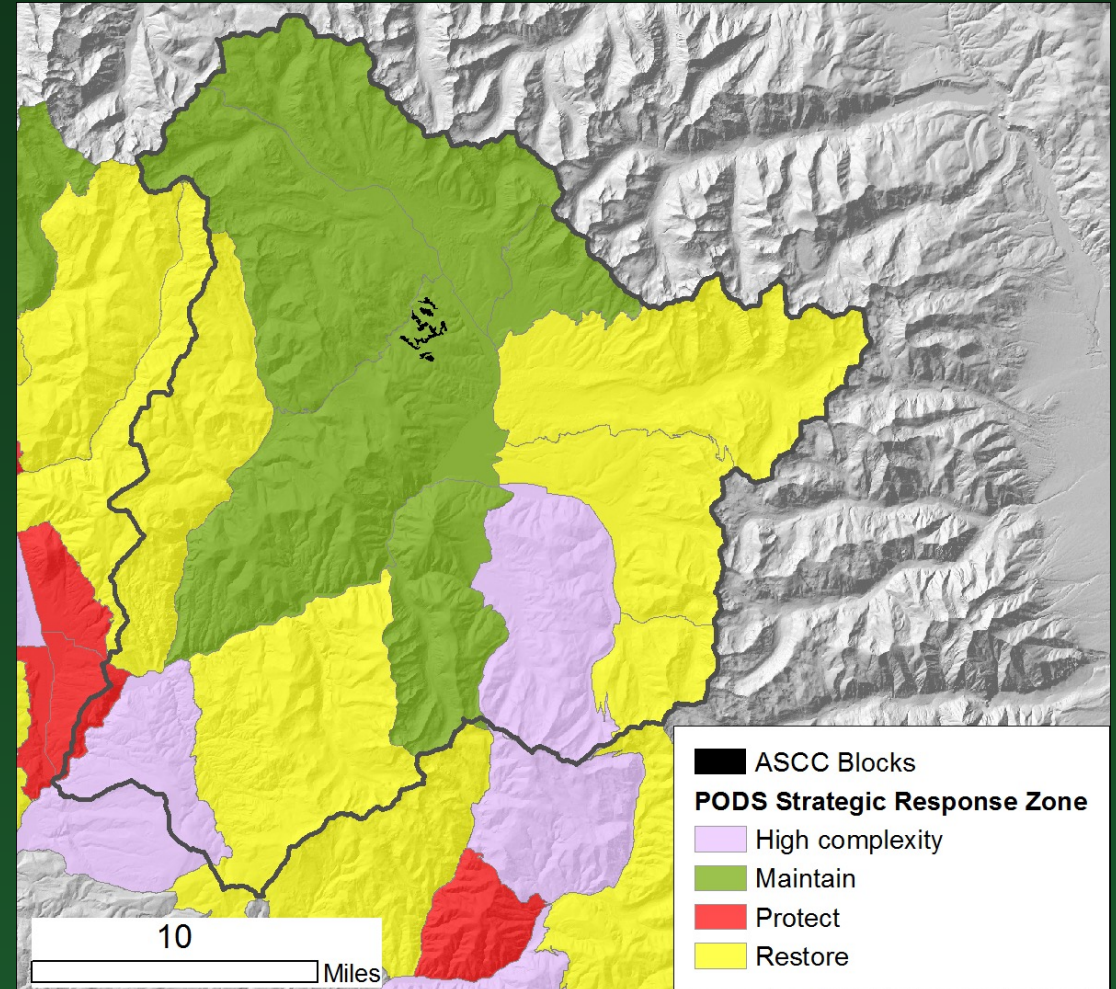 ASCC Blocks
PODS Strategic Response Zone
High complexity
Maintain
Protect
Restore
10
Miles